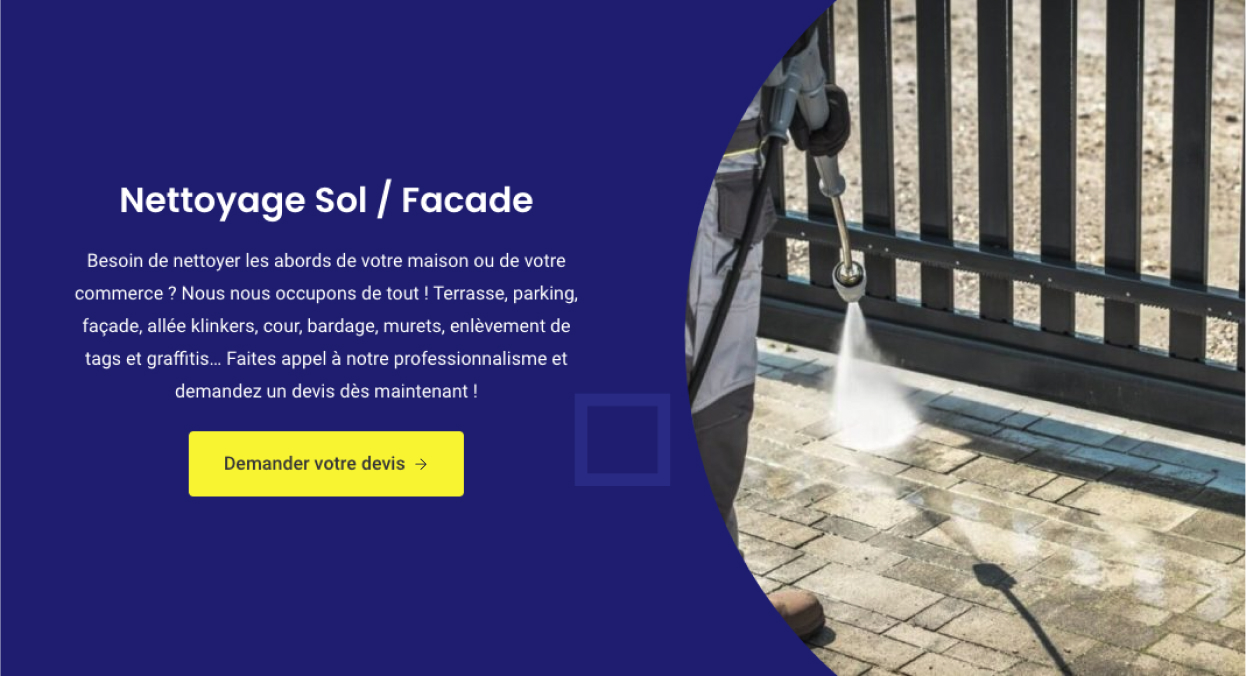 Nettoyage Sol / Facade
Besoin de nettoyer les abords de votre maison ou de votre
commerce ? Nous nous occupons de tout ! Terrasse, parking,
façade, allée klinkers, cour, bardage, murets, enlèvement de
tags et graffitis... Faites appel à notre professionnalisme et
demandez un devis dès maintenant !
Demander votre devis →